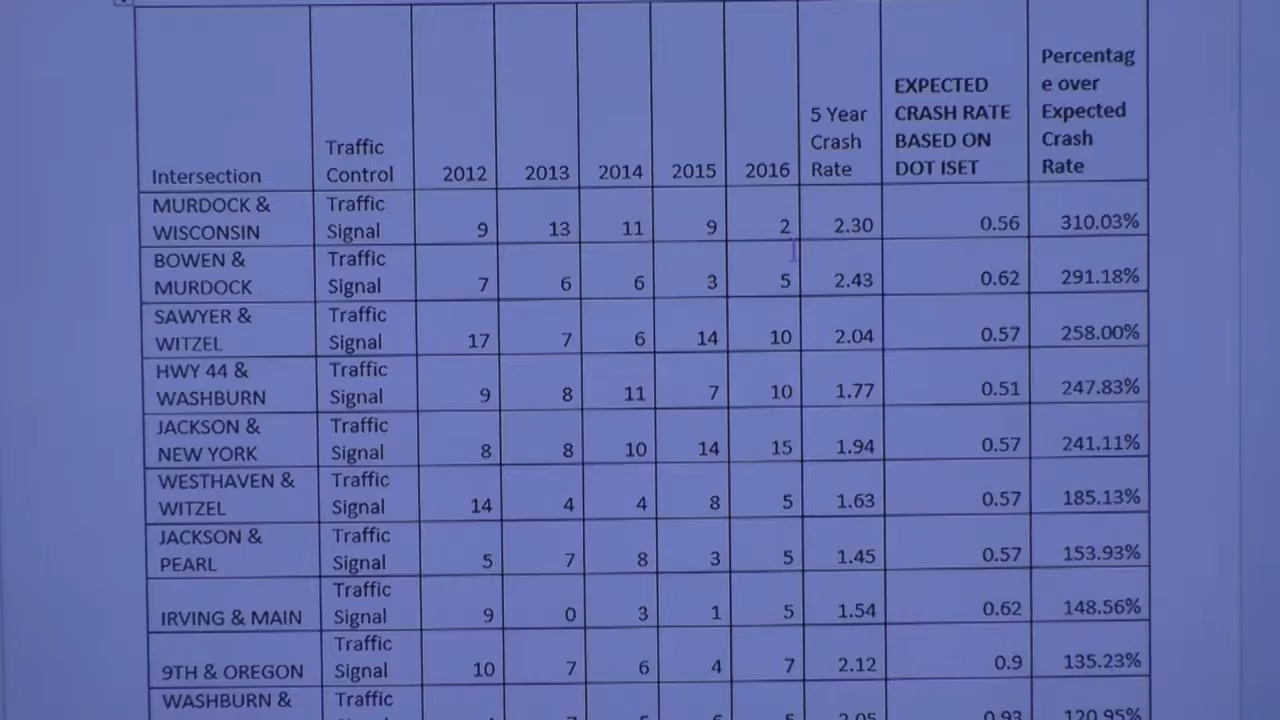 Intersection Traffic Control 2012 2013 2014 2015 2016 5 Year Crash Rate EXPECTED CRASH RATE BASED ON DOT ISET Percentag e over Expected Crash Rate
MURDOCK & WISCONSIN Traffic Signal 9 13 11 9 2 2.30 0.56 310.03%
BOWEN & MURDOCK Traffic Signal 7 6 6 3 5 2.43 0.62 291.18%
SAWYER & WITZEL Traffic Signal 17 7 6 14 10 2.04 0.57 258.00%
HWY 44 & WASHBURN Traffic Signal 9 8 11 7 10 1.77 0.51 247.83%
JACKSON & NEW YORK Traffic Signal 8 8 10 14 15 1.94 0.57 241.11%
WESTHAVEN & WITZEL Traffic Signal 14 4 4 8 5 1.63 0.57 185.13%
JACKSON & PEARL Traffic Signal 5 7 8 3 5 1.45 0.57 153.93%
IRVING & MAIN Traffic Signal 9 0 3 1 5 1.54 0.62 148.56%
9TH & OREGON Traffic Signal 10 7 6 4 7 2.12 0.9 135.23%
WASHBURN & Traffic 2.05 0.93 120.95%